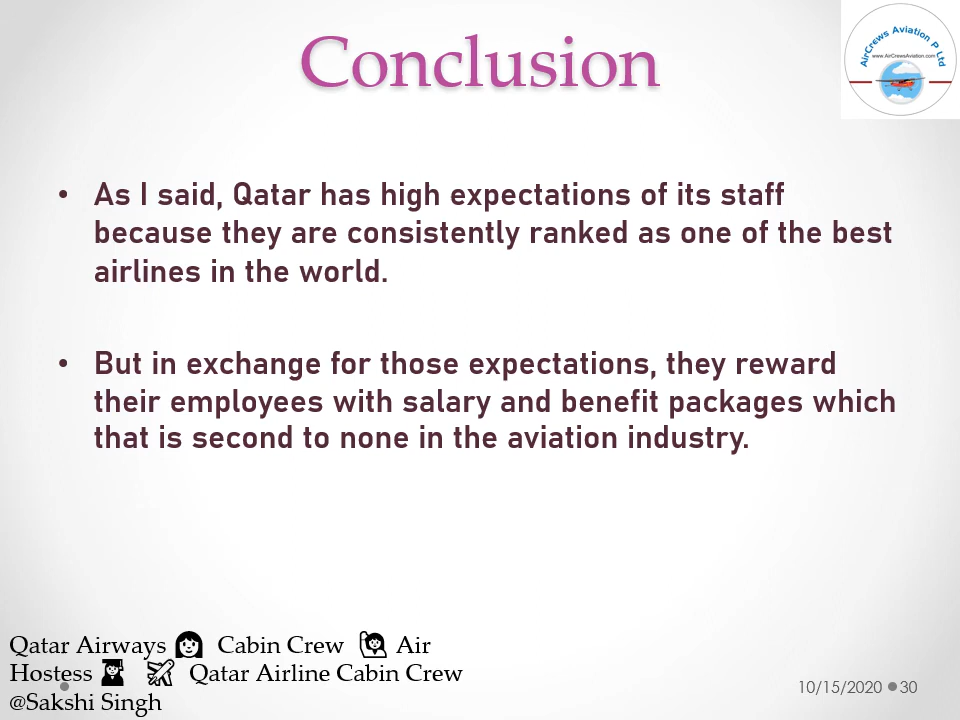 Conclusion
AirCrews Aviation P Ltd
www.AirCrewsAviation.com
• As I said, Qatar has high expectations of its staff
because they are consistently ranked as one of the best
airlines in the world.
• But in exchange for those expectations, they reward
their employees with salary and benefit packages which
that is second to none in the aviation industry.
Qatar Airways 👩 Cabin Crew 🙋 Air
Hostess 👩‍🎓 🛫 Qatar Airline Cabin Crew
@Sakshi Singh
10/15/2020 ●30